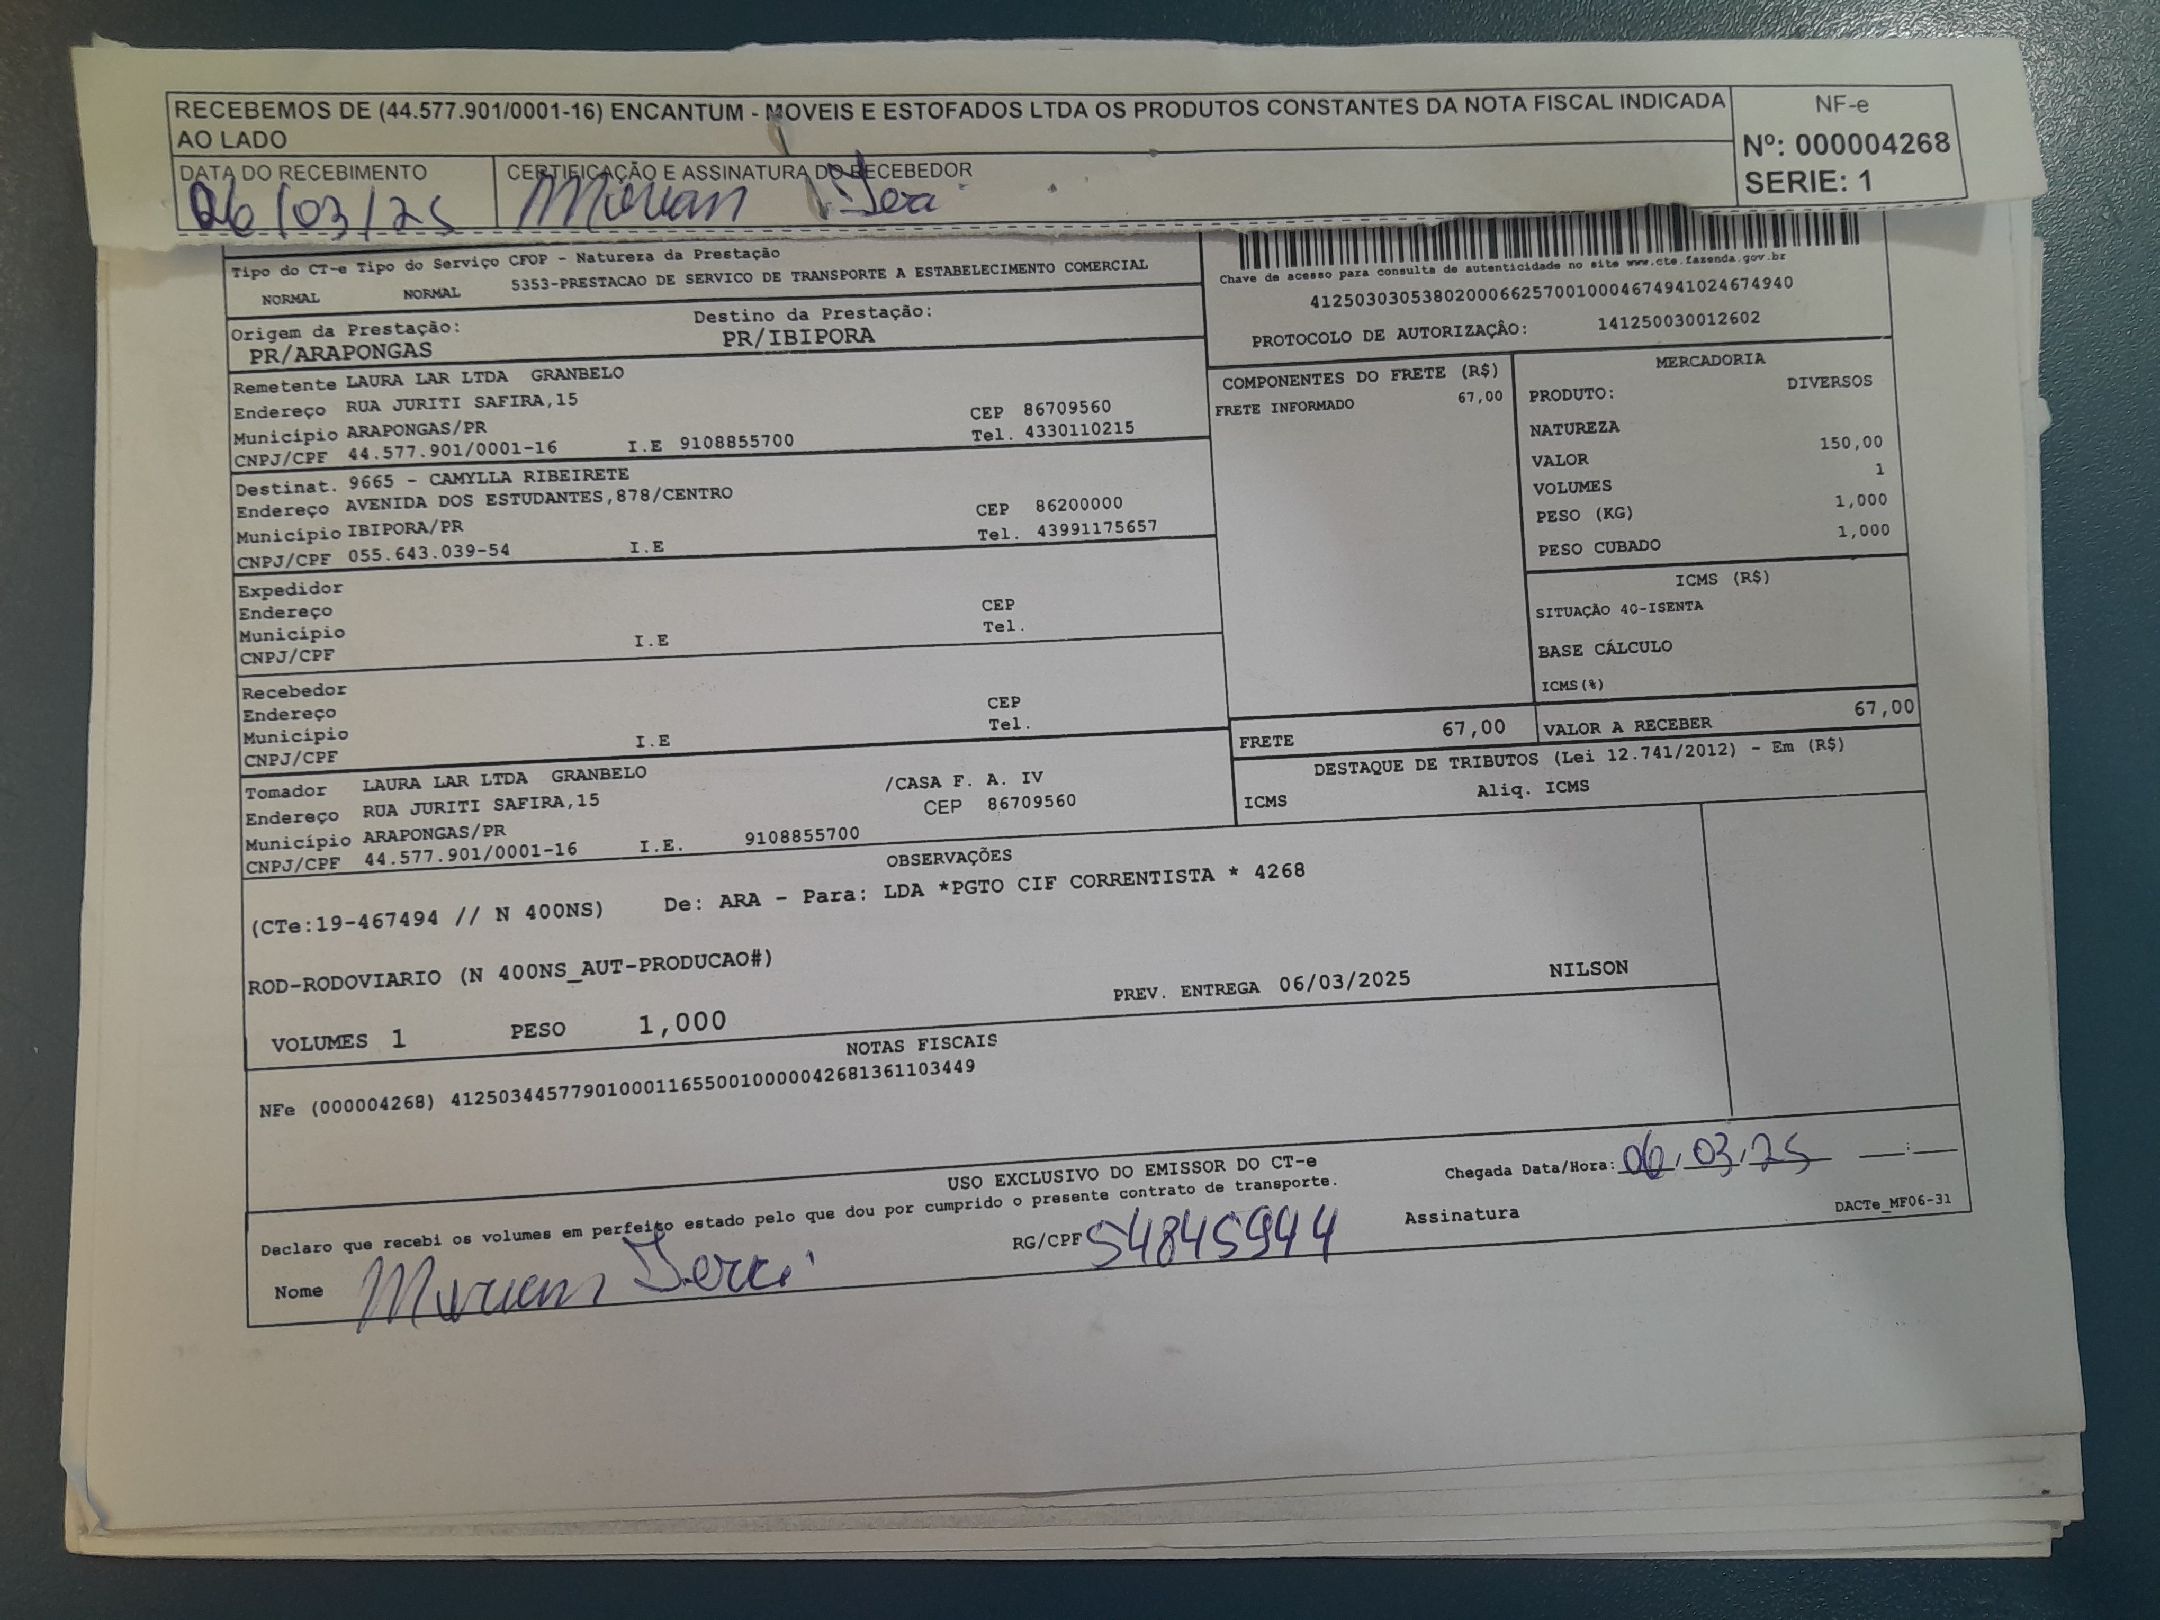 RECEBEMOS DE (44.577.901/0001-16) ENCANTUM - MOVEIS E ESTOFADOS LTDA OS PRODUTOS CONSTANTES DA NOTA FISCAL INDICADA
AO LADO
NF-e
Nº: 000004268
SERIE: 1
DATA DO RECEBIMENTO
06/03/25
CERTIFICAÇÃO E ASSINATURA DO RECEBEDOR
Tipo do CT-e Tipo do Serviço CFOP - Natureza da Prestação
NORMAL NORMAL 5353-PRESTACAO DE SERVICO DE TRANSPORTE A ESTABELECIMENTO COMERCIAL
Chave de acesso para consulta de autenticidade no site www.cte.fazenda.gov.br
41250303053802000662570010004674941024674940
PROTOCOLO DE AUTORIZAÇÃO: 141250030012602
Origem da Prestação: Destino da Prestação:
PR/ARAPONGAS PR/IBIPORA
Remetente LAURA LAR LTDA GRANBELO
Endereço RUA JURITI SAFIRA,15 CEP 86709560
Município ARAPONGAS/PR Tel. 4330110215
CNPJ/CPF 44.577.901/0001-16 I.E 9108855700
Destinat. 9665 - CAMYLLA RIBEIRETE
Endereço AVENIDA DOS ESTUDANTES,878/CENTRO CEP 86200000
Município IBIPORA/PR Tel. 43991175657
CNPJ/CPF 055.643.039-54 I.E
Expedidor
Endereço CEP
Município Tel.
CNPJ/CPF I.E
Recebedor
Endereço CEP
Município Tel.
CNPJ/CPF I.E
Tomador LAURA LAR LTDA GRANBELO /CASA F. A. IV
Endereço RUA JURITI SAFIRA,15 CEP 86709560
Município ARAPONGAS/PR
CNPJ/CPF 44.577.901/0001-16 I.E. 9108855700
COMPONENTES DO FRETE (R$)
FRETE INFORMADO 67,00
MERCADORIA
PRODUTO: DIVERSOS
NATUREZA
VALOR 150,00
VOLUMES 1
PESO (KG) 1,000
PESO CUBADO 1,000
ICMS (R$)
SITUAÇÃO 40-ISENTA
BASE CÁLCULO
ICMS(%)
FRETE 67,00 VALOR A RECEBER 67,00
DESTAQUE DE TRIBUTOS (Lei 12.741/2012) - Em (R$)
ICMS Aliq. ICMS
OBSERVAÇÕES
(CTe:19-467494 // N 400NS) De: ARA - Para: LDA *PGTO CIF CORRENTISTA * 4268
ROD-RODOVIARIO (N 400NS_AUT-PRODUCAO#)
PREV. ENTREGA 06/03/2025 NILSON
VOLUMES 1 PESO 1,000
NOTAS FISCAIS
NFe (000004268) 41250344577901000116550010000042681361103449
USO EXCLUSIVO DO EMISSOR DO CT-e
Declaro que recebi os volumes em perfeito estado pelo que dou por cumprido o presente contrato de transporte.
Chegada Data/Hora: 06/03/25 __:__
Nome RG/CPF 54845944 Assinatura
DACTe_MF06-31